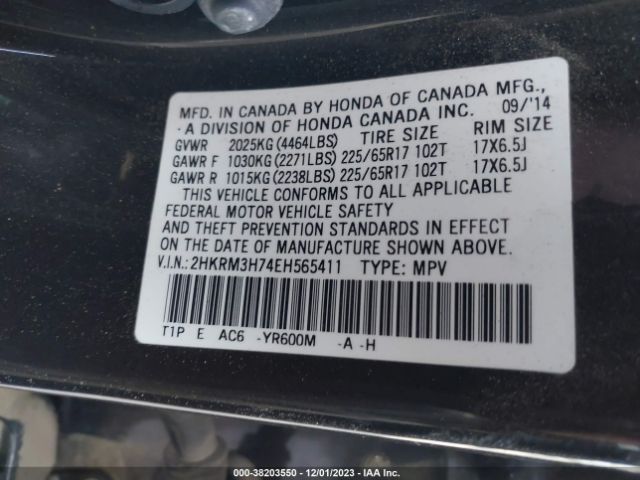 MFD. IN CANADA BY HONDA OF CANADA MFG.,
·A DIVISION OF HONDA CANADA INC. 09/'14
GVWR 2025KG (4464LBS) TIRE SIZE RIM SIZE
GAWR F 1030KG (2271LBS) 225/65R17 102T 17X6.5J
GAWR R 1015KG (2238LBS) 225/65R17 102T 17X6.5J
THIS VEHICLE CONFORMS TO ALL APPLICABLE
FEDERAL MOTOR VEHICLE SAFETY
AND THEFT PREVENTION STANDARDS IN EFFECT
ON THE DATE OF MANUFACTURE SHOWN ABOVE.
V.I.N.: 2HKRM3H74EH565411 TYPE: MPV
T1P E AC6 -YR600M -A -H
000-38203550 - 12/01/2023 - IAA Inc.